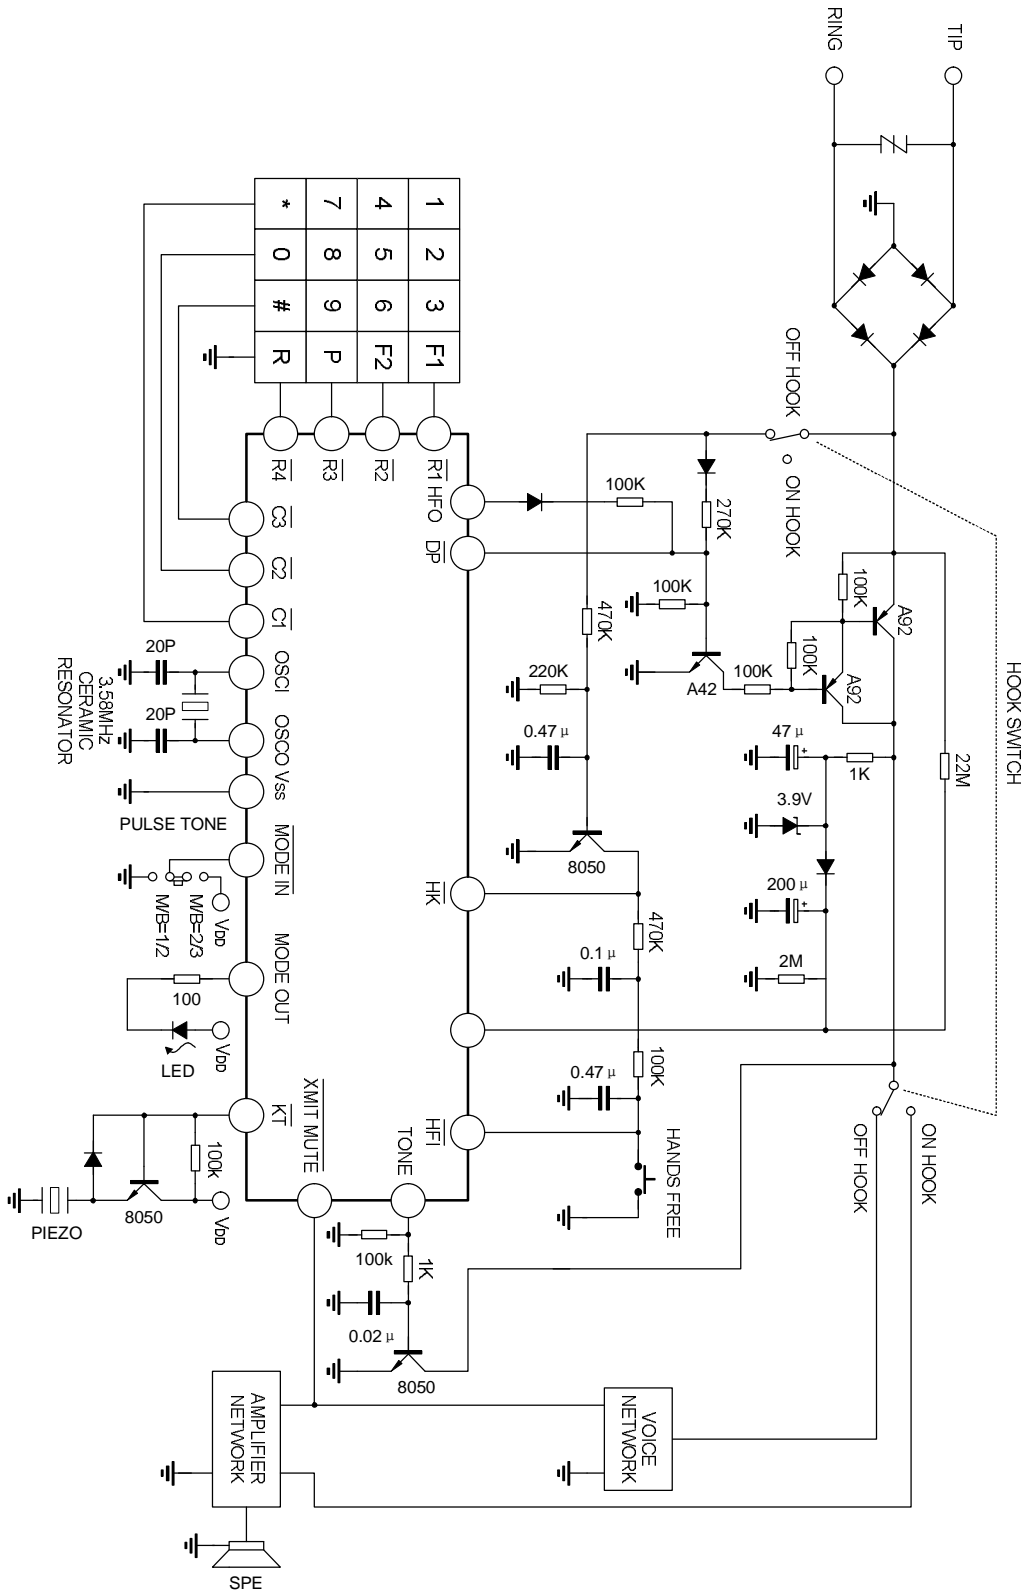 TIP
RING
HOOK SWITCH
OFF HOOK
ON HOOK
A92
100K
100K
A92
22M
1K
47 μ
3.9V
200 μ
2M
ON HOOK
OFF HOOK
270K
100K
100K
100K
A42
470K
220K
0.47 μ
8050
470K
0.1 μ
100K
0.47 μ
HANDS FREE
1 2 3 F1
4 5 6 F2
7 8 9 P
* 0 # R
R1 HFO
R2
R3
R4
DP
HK
HFI
C3
C2
C1
OSCI
OSCO Vss
MODE IN
MODE OUT
KT
XMIT MUTE
TONE
20P
20P
3.58MHz
CERAMIC
RESONATOR
PULSE TONE
VDD
M/B=2/3
M/B=1/2
100
VDD
LED
100k
VDD
8050
PIEZO
100k
1K
0.02 μ
8050
VOICE
NETWORK
AMPLIFIER
NETWORK
SPE